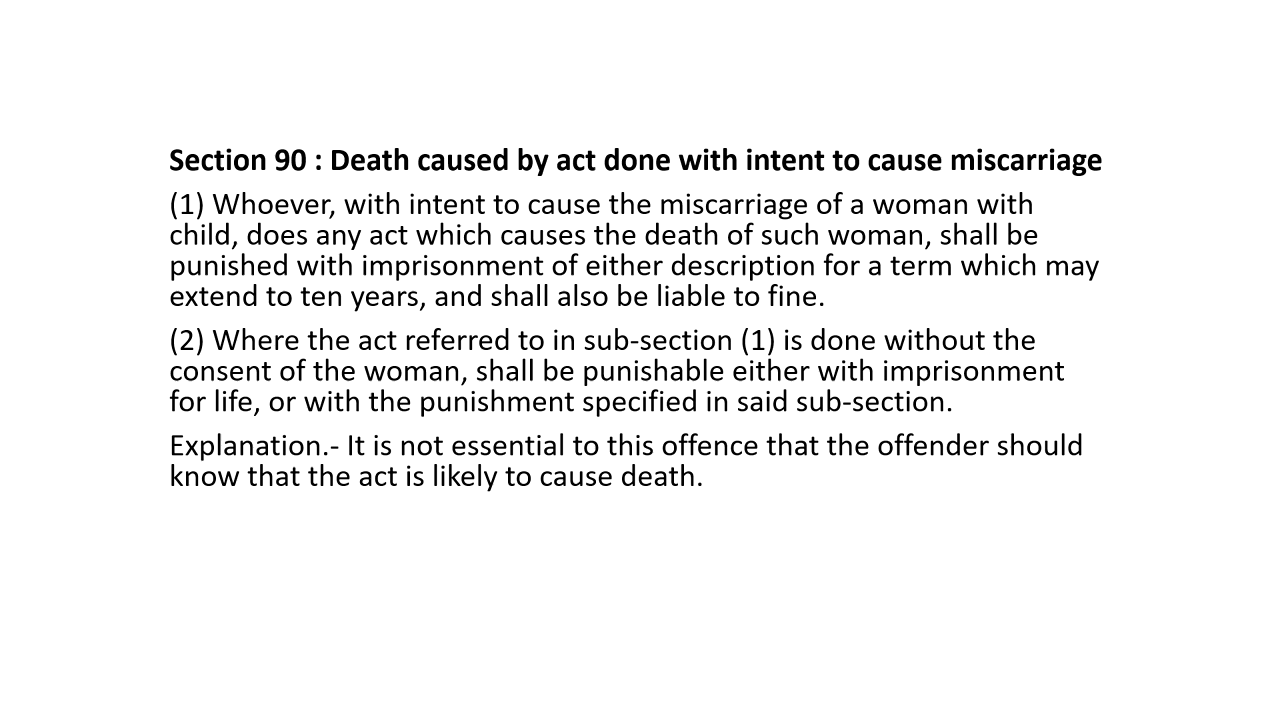 Section 90 : Death caused by act done with intent to cause miscarriage
(1) Whoever, with intent to cause the miscarriage of a woman with
child, does any act which causes the death of such woman, shall be
punished with imprisonment of either description for a term which may
extend to ten years, and shall also be liable to fine.
(2) Where the act referred to in sub-section (1) is done without the
consent of the woman, shall be punishable either with imprisonment
for life, or with the punishment specified in said sub-section.
Explanation.- It is not essential to this offence that the offender should
know that the act is likely to cause death.